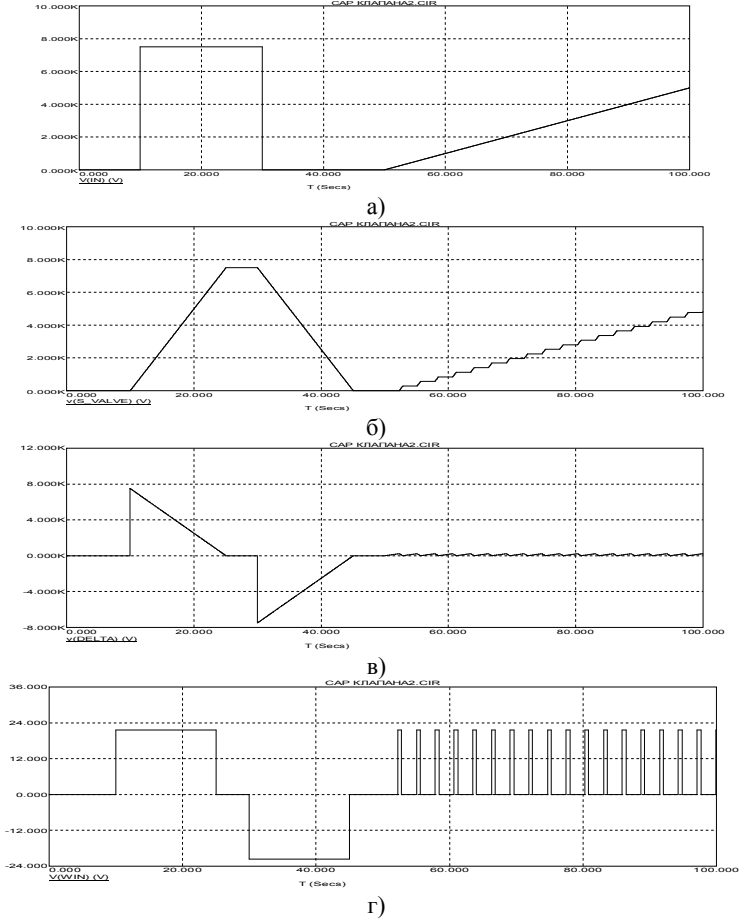 САР КЛАПАНА2.CIR
10.000K
8.000K
6.000K
4.000K
2.000K
0.000K
0.000 20.000 40.000 60.000 80.000 100.000
V(IN) (V)
T (Secs)
а)
САР КЛАПАНА2.CIR
10.000K
8.000K
6.000K
4.000K
2.000K
0.000K
0.000 20.000 40.000 60.000 80.000 100.000
v(S_VALVE) (V)
T (Secs)
б)
САР КЛАПАНА2.CIR
12.000K
8.000K
4.000K
0.000K
-4.000K
-8.000K
0.000 20.000 40.000 60.000 80.000 100.000
v(DELTA) (V)
T (Secs)
в)
САР КЛАПАНА2.CIR
36.000
24.000
12.000
0.000
-12.000
-24.000
0.000 20.000 40.000 60.000 80.000 100.000
V(WIN) (V)
T (Secs)
г)